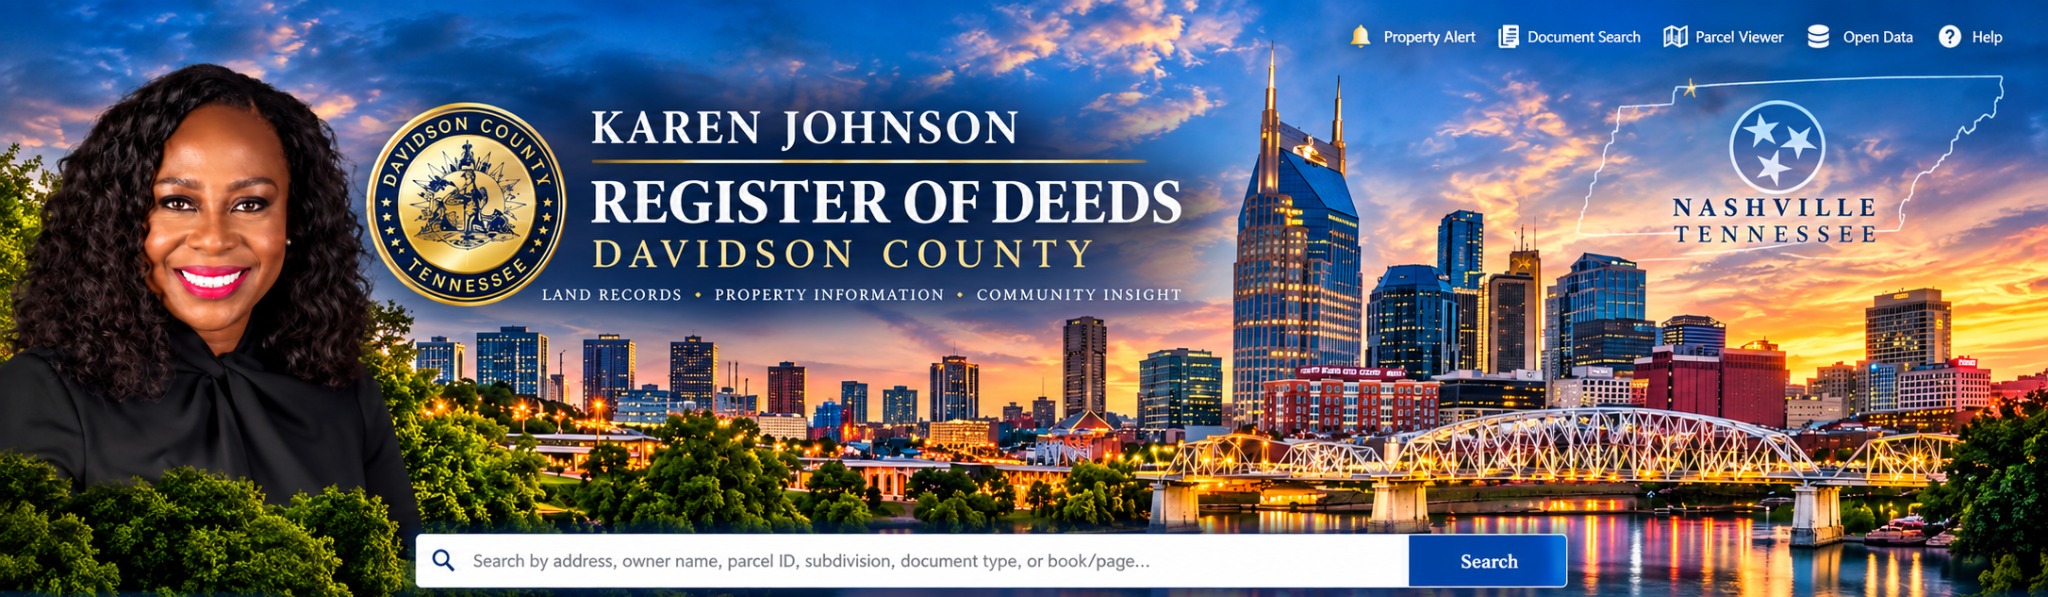 Property Alert
Document Search
Parcel Viewer
Open Data
? Help
DAVIDSON COUNTY
TENNESSEE
KAREN JOHNSON
REGISTER OF DEEDS
DAVIDSON COUNTY
LAND RECORDS • PROPERTY INFORMATION • COMMUNITY INSIGHT
NASHVILLE
TENNESSEE
Search by address, owner name, parcel ID, subdivision, document type, or book/page...
Search